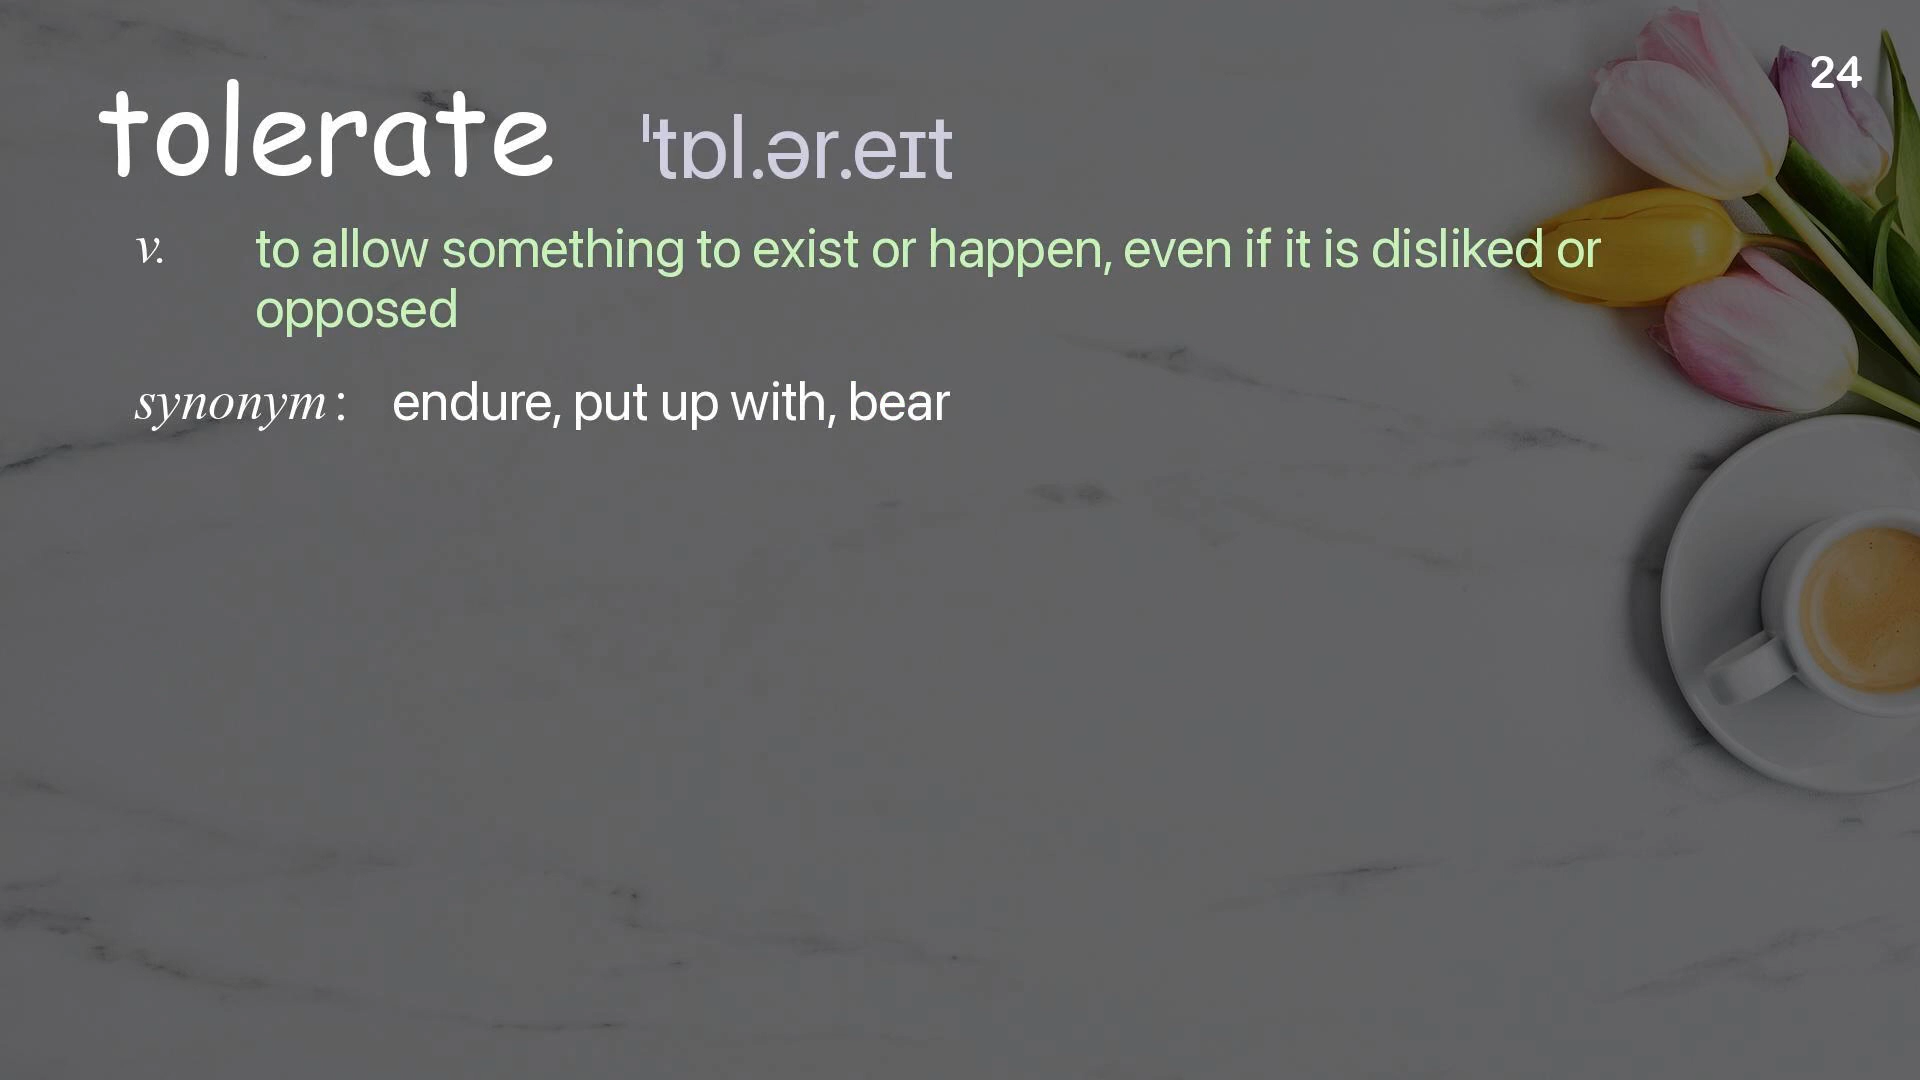 24
tolerate ˈtɒl.ər.eɪt
v. to allow something to exist or happen, even if it is disliked or
opposed
synonym: endure, put up with, bear